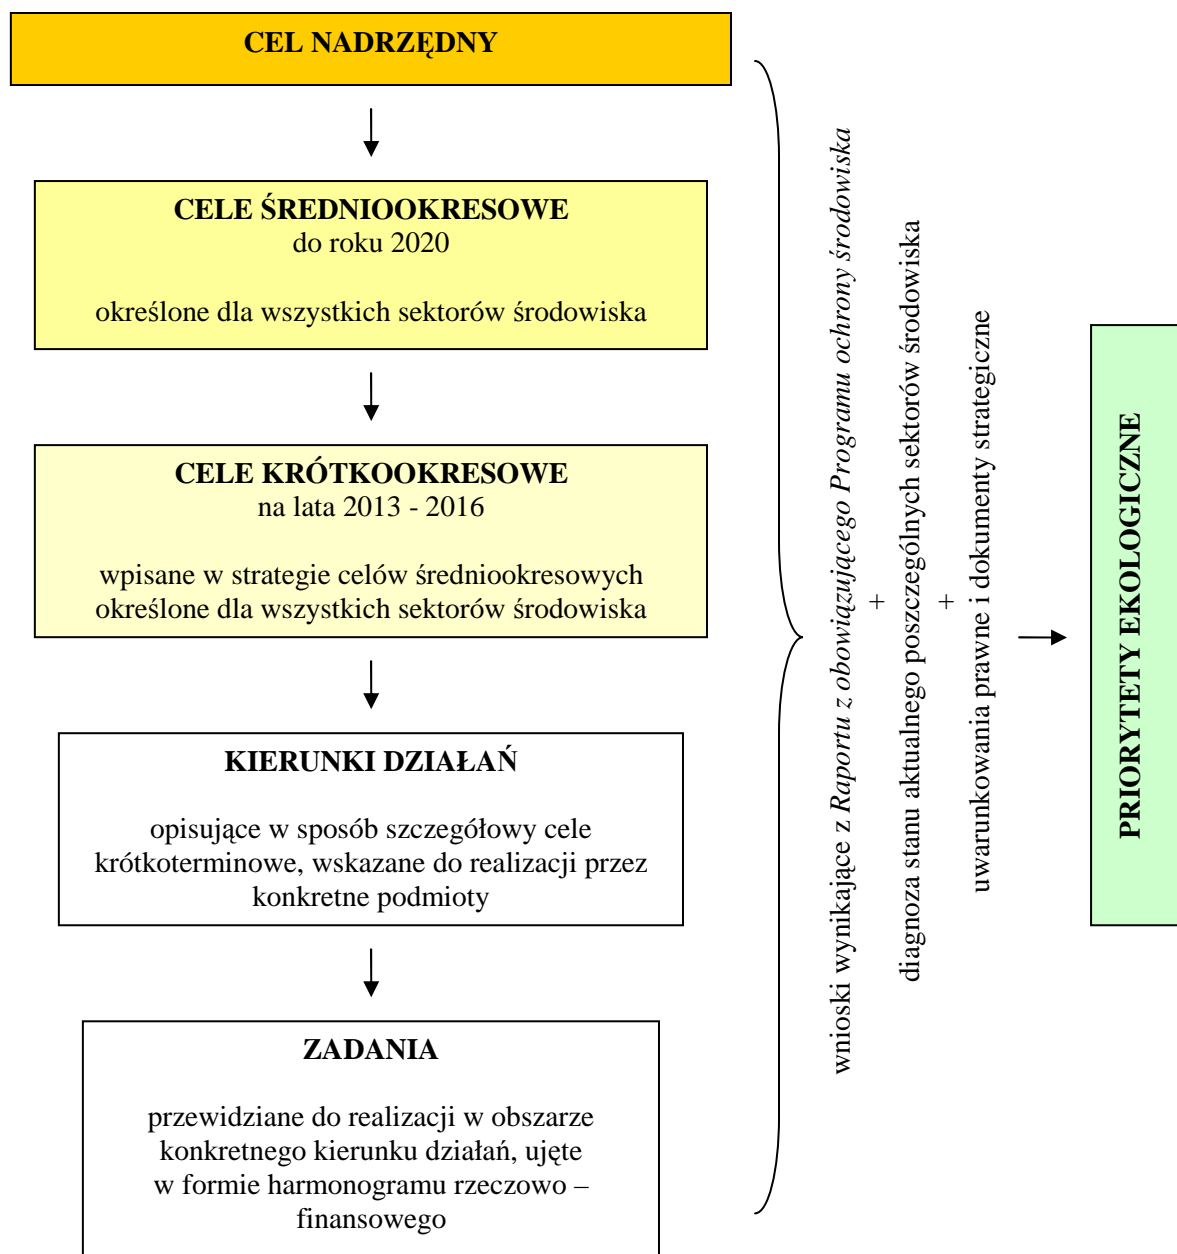 CEL NADRZĘDNY
CELE ŚREDNIOOKRESOWE
do roku 2020
określone dla wszystkich sektorów środowiska
CELE KRÓTKOOKRESOWE
na lata 2013 - 2016
wpisane w strategie celów średniookresowych
określone dla wszystkich sektorów środowiska
KIERUNKI DZIAŁAŃ
opisujące w sposób szczegółowy cele
krótkoterminowe, wskazane do realizacji przez
konkretne podmioty
ZADANIA
przewidziane do realizacji w obszarze
konkretnego kierunku działań, ujęte
w formie harmonogramu rzeczowo –
finansowego
wnioski wynikające z Raportu z obowiązującego Programu ochrony środowiska
+
diagnoza stanu aktualnego poszczególnych sektorów środowiska
+
uwarunkowania prawne i dokumenty strategiczne
PRIORYTETY EKOLOGICZNE